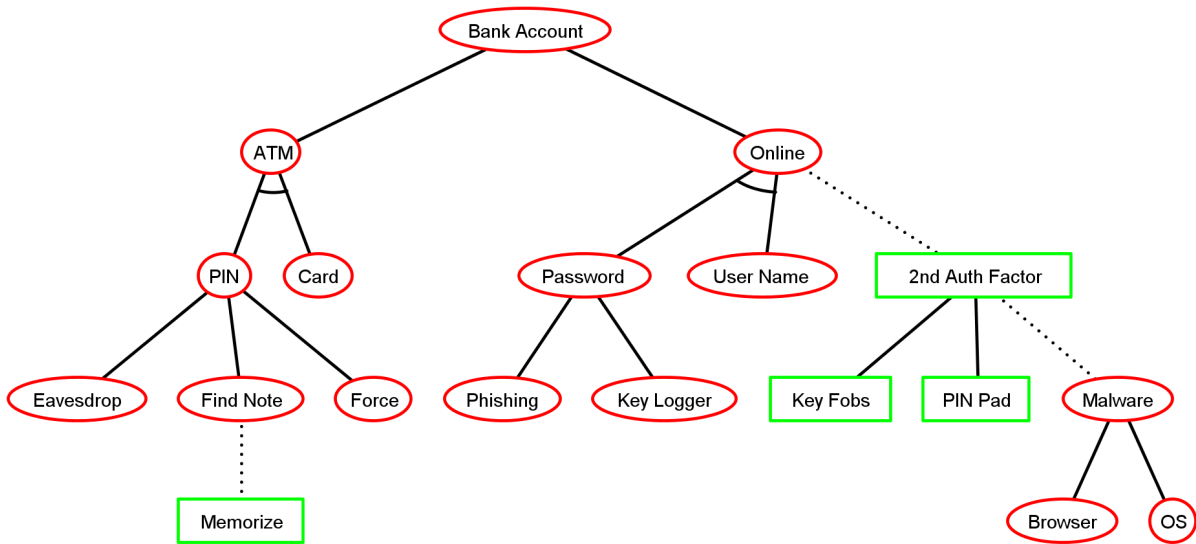 Bank Account
ATM
Online
PIN
Card
Password
User Name
2nd Auth Factor
Eavesdrop
Find Note
Force
Phishing
Key Logger
Key Fobs
PIN Pad
Malware
Memorize
Browser
OS